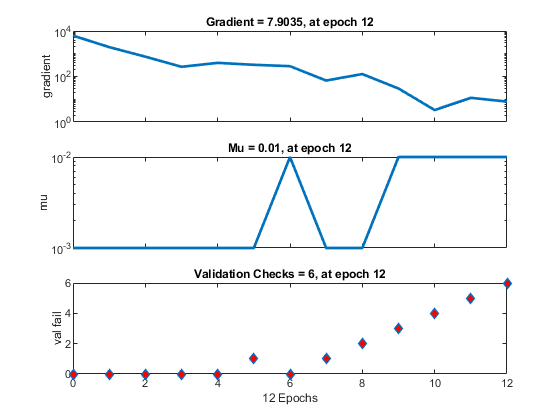 Gradient = 7.9035, at epoch 12
10^4
10^2
10^0
gradient
Mu = 0.01, at epoch 12
10^-2
10^-3
mu
Validation Checks = 6, at epoch 12
6
4
2
0
val fail
0 2 4 6 8 10 12
12 Epochs